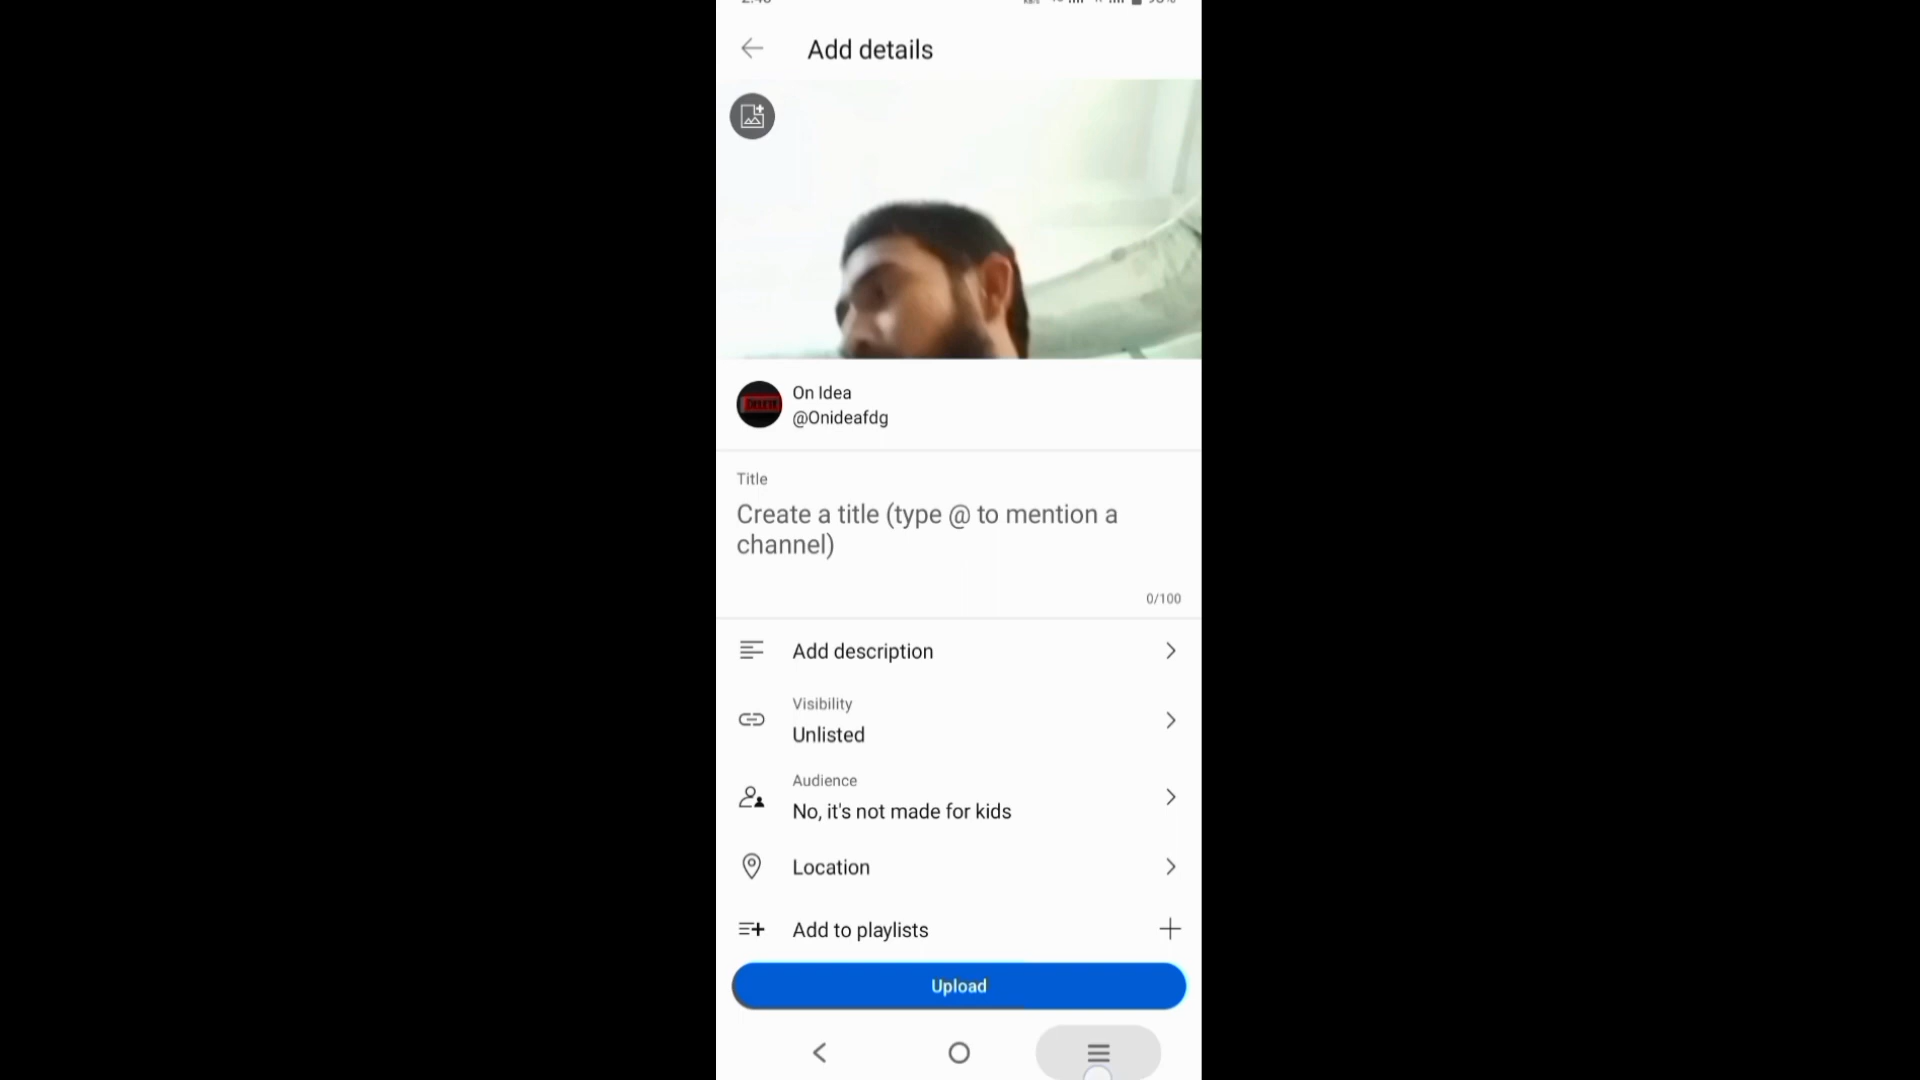 Add details
On Idea
@Onideafdg
Title
Create a title (type @ to mention a
channel)
0/100
Add description
Visibility
Unlisted
Audience
No, it's not made for kids
Location
Add to playlists
Upload